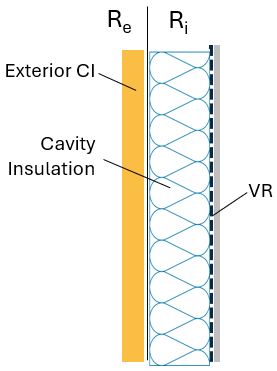 Rₑ Rᵢ
Exterior CI
Cavity
Insulation
VR